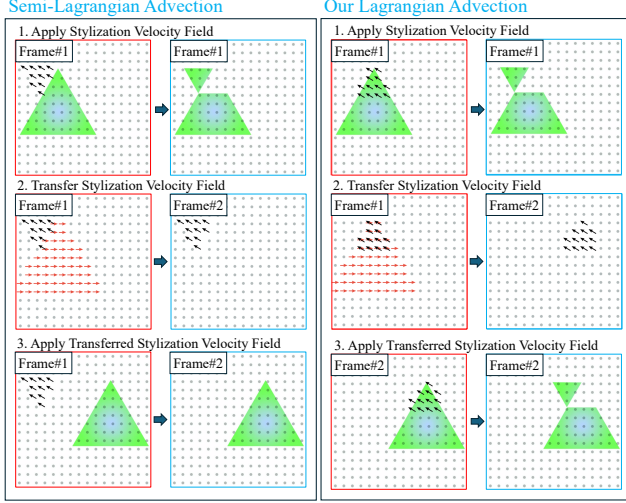 Semi-Lagrangian Advection
1. Apply Stylization Velocity Field
Frame#1
2. Transfer Stylization Velocity Field
Frame#1
Frame#2
3. Apply Transferred Stylization Velocity Field
Frame#1
Frame#2
Our Lagrangian Advection
1. Apply Stylization Velocity Field
Frame#1
Frame#1
2. Transfer Stylization Velocity Field
Frame#1
Frame#2
3. Apply Transferred Stylization Velocity Field
Frame#2
Frame#2